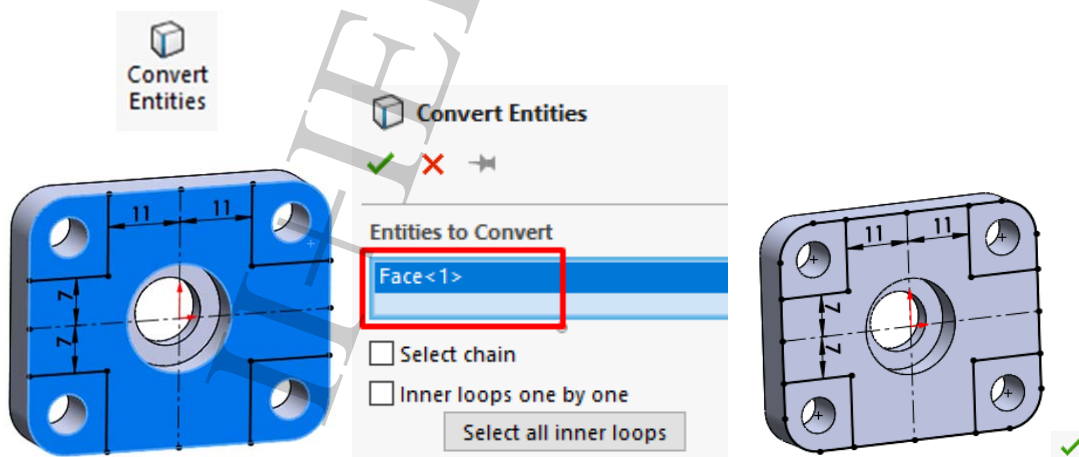 Convert
Entities
Convert Entities
Entities to Convert
Face<1>
Select chain
Inner loops one by one
Select all inner loops
11 11
7
7
11 11
7
7